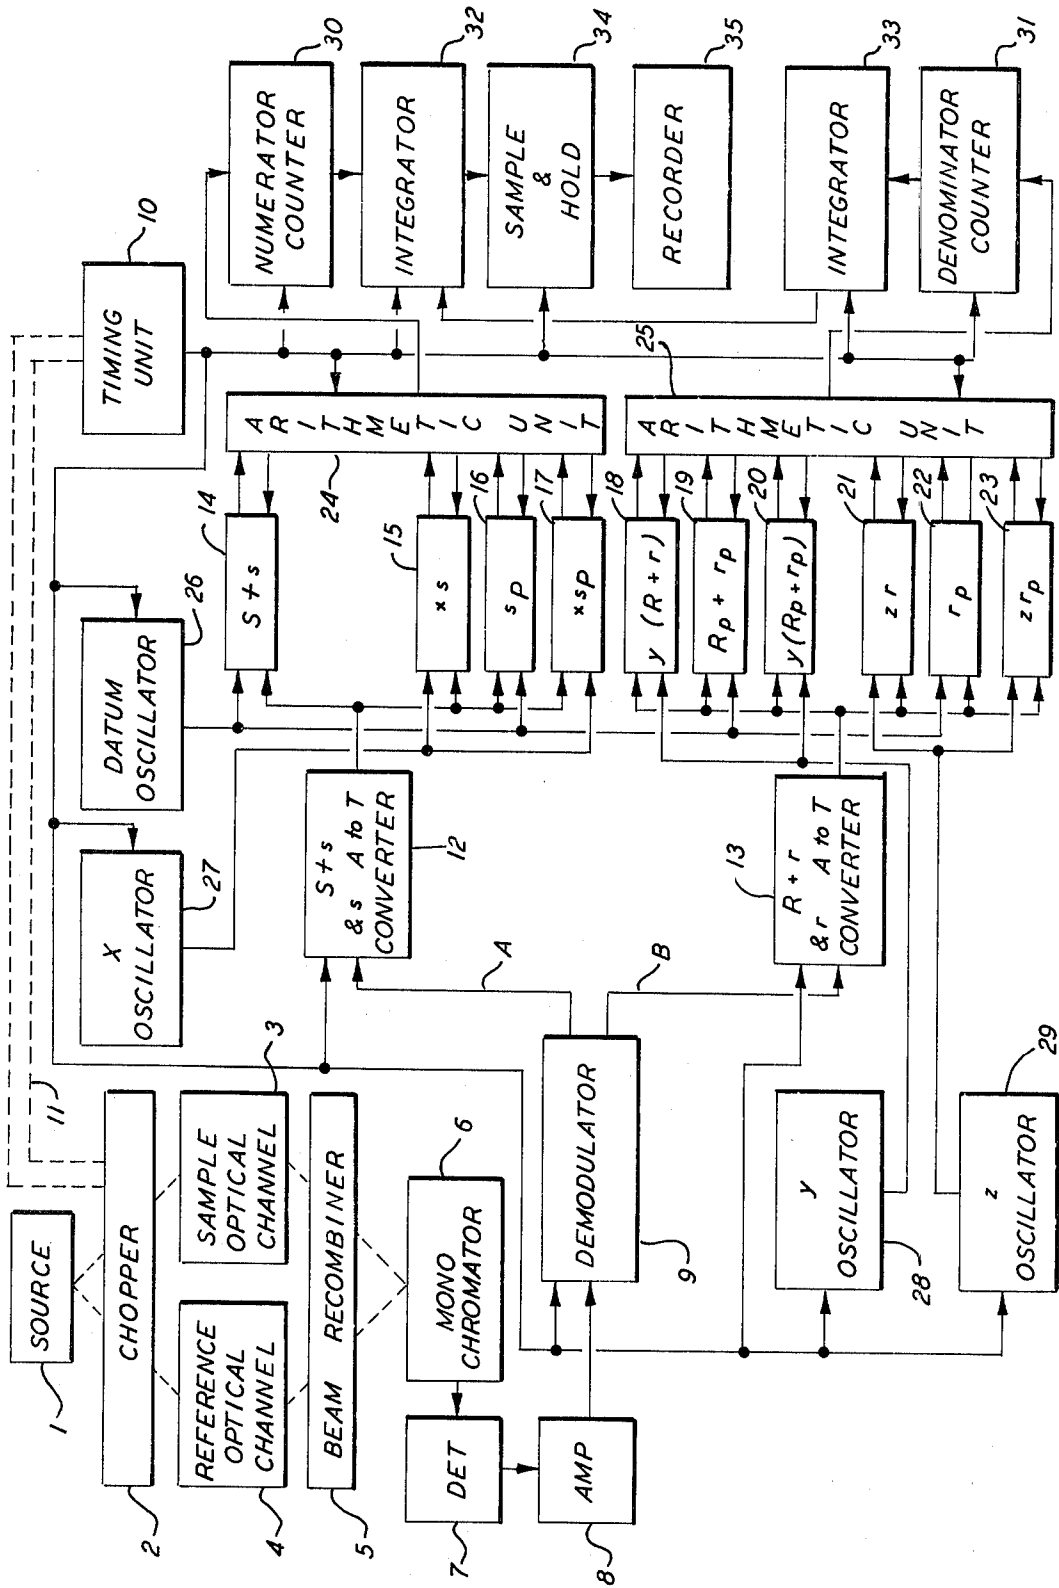 SOURCE
1
CHOPPER
2
11
REFERENCE
OPTICAL
CHANNEL
4
SAMPLE
OPTICAL
CHANNEL
3
BEAM RECOMBINER
5
MONO
CHROMATOR
6
DET
7
AMP
8
DEMODULATOR
9
A
B
X
OSCILLATOR
27
DATUM
OSCILLATOR
26
TIMING
UNIT
10
S+s
& s A to T
CONVERTER
12
R+r
& r A to T
CONVERTER
13
y
OSCILLATOR
28
z
OSCILLATOR
29
S+s
14
xs
15
sp
16
xsp
17
y (R+r)
18
Rp + rp
19
y(Rp+rp)
20
zr
21
rp
22
zrp
23
ARITHMETIC UNIT
24
ARITHMETIC UNIT
25
NUMERATOR
COUNTER
30
INTEGRATOR
32
SAMPLE
&
HOLD
34
RECORDER
35
INTEGRATOR
33
DENOMINATOR
COUNTER
31